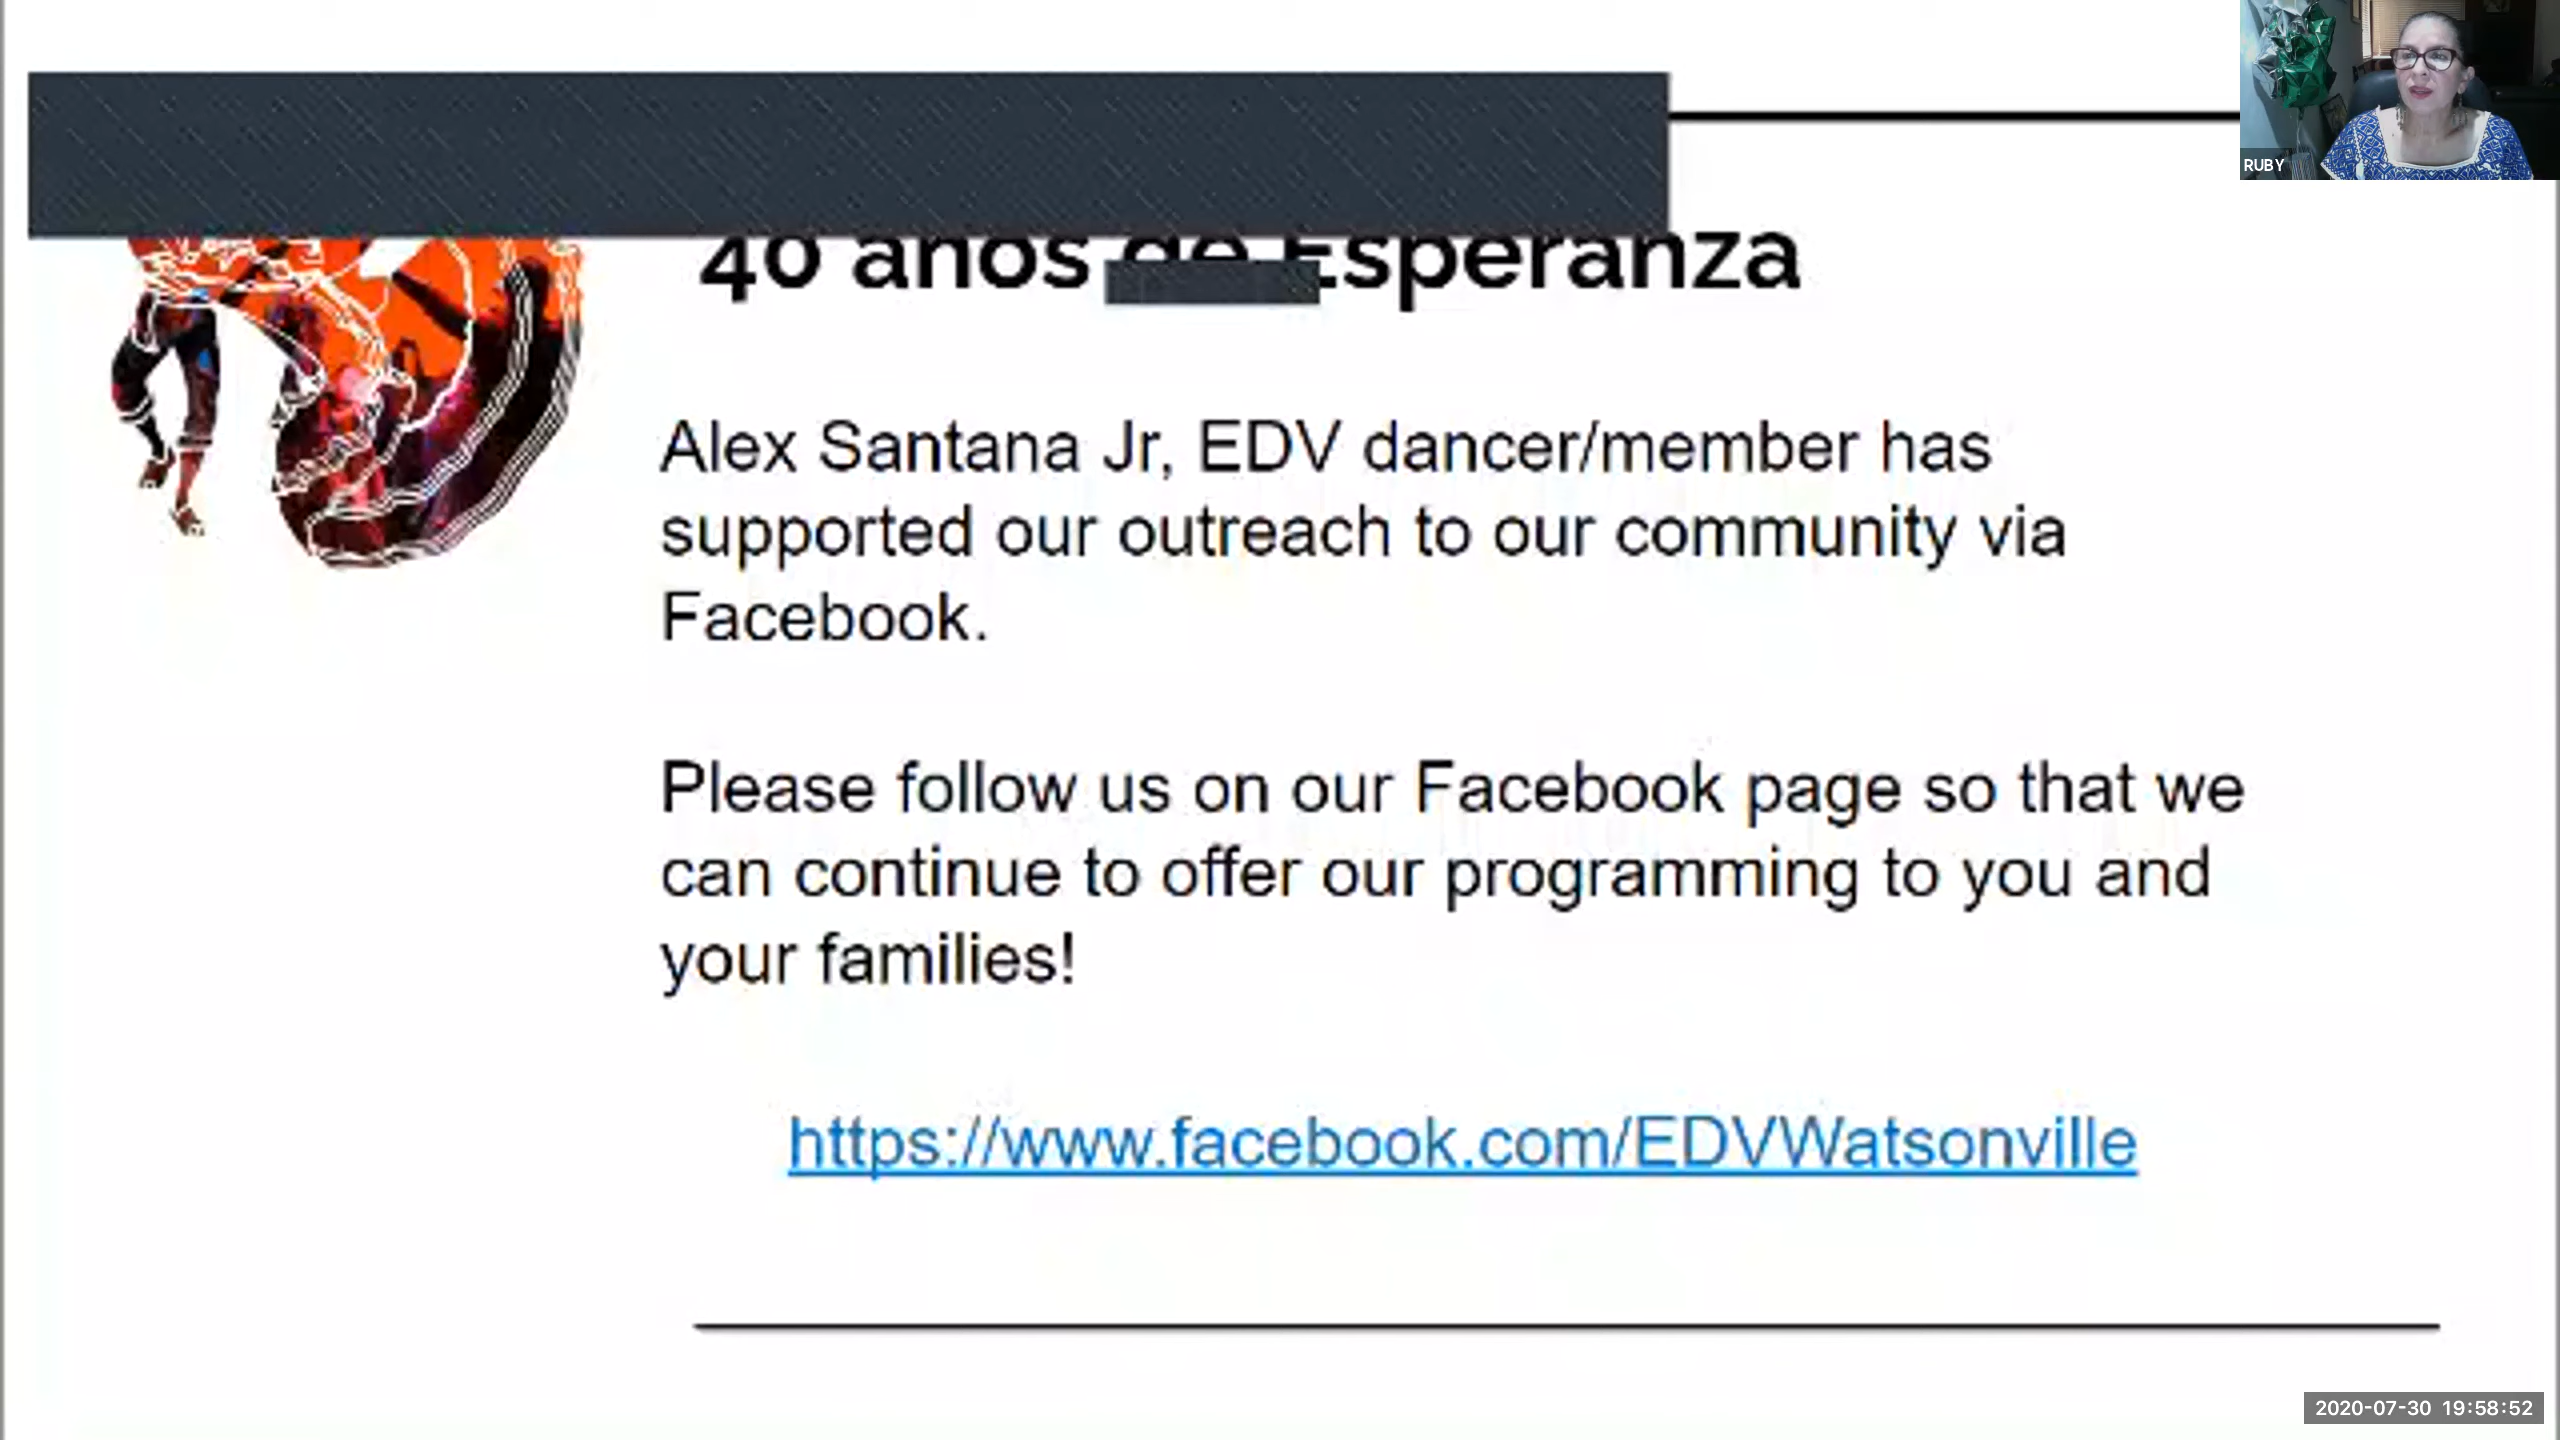 RUBY
40 años de Esperanza
Alex Santana Jr, EDV dancer/member has
supported our outreach to our community via
Facebook.
Please follow us on our Facebook page so that we
can continue to offer our programming to you and
your families!
https://www.facebook.com/EDVWatsonville
2020-07-30 19:58:52